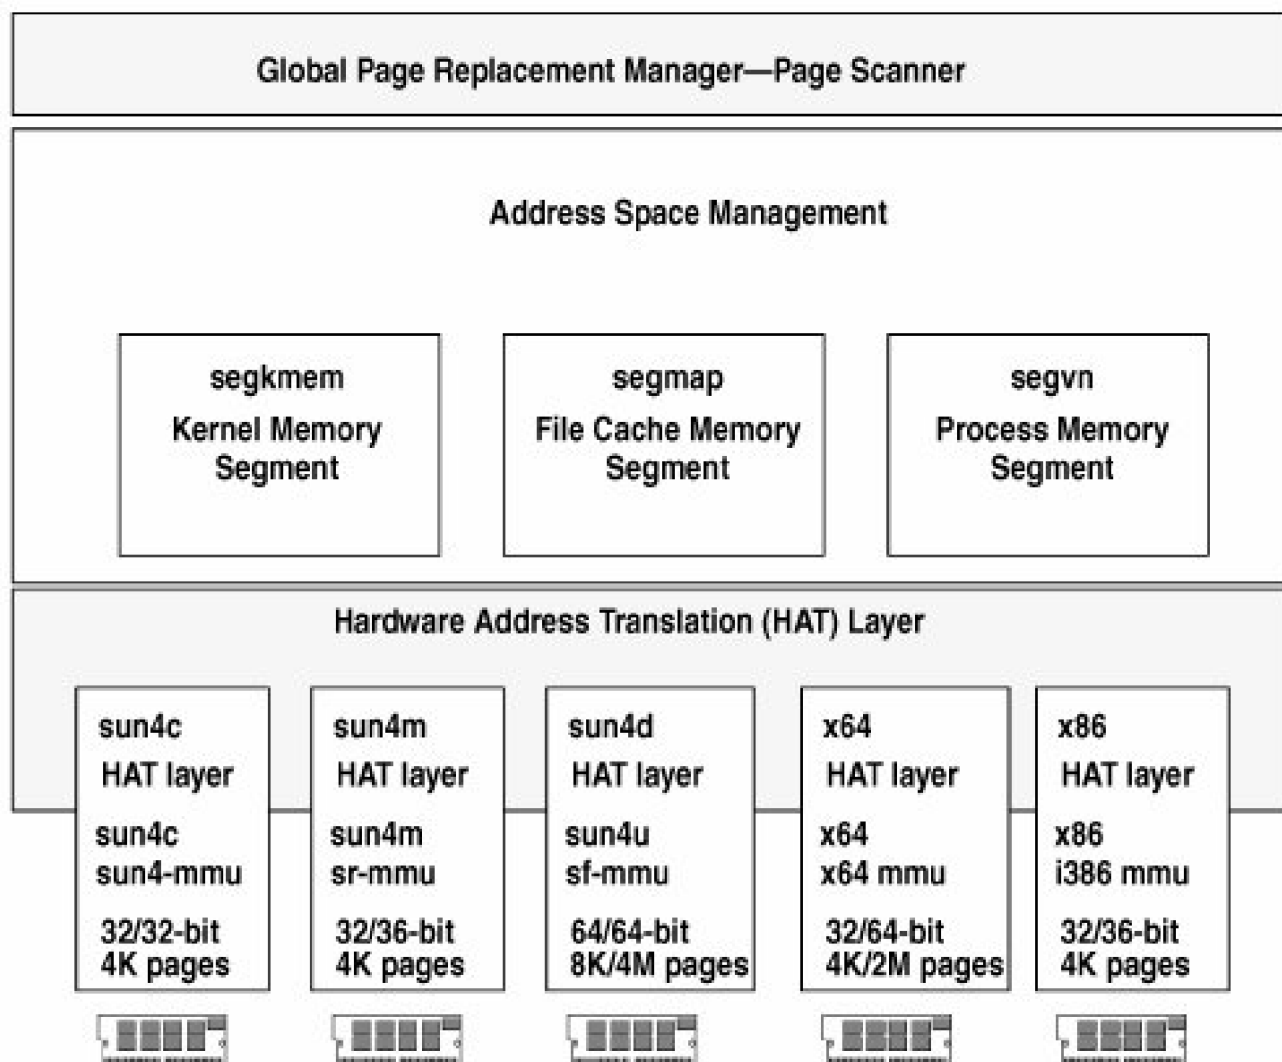 Global Page Replacement Manager—Page Scanner
Address Space Management
segkmem
Kernel Memory
Segment
segmap
File Cache Memory
Segment
segvn
Process Memory
Segment
Hardware Address Translation (HAT) Layer
sun4c
HAT layer
sun4c
sun4-mmu
32/32-bit
4K pages
sun4m
HAT layer
sun4m
sr-mmu
32/36-bit
4K pages
sun4d
HAT layer
sun4u
sf-mmu
64/64-bit
8K/4M pages
x64
HAT layer
x64
x64 mmu
32/64-bit
4K/2M pages
x86
HAT layer
x86
i386 mmu
32/36-bit
4K pages